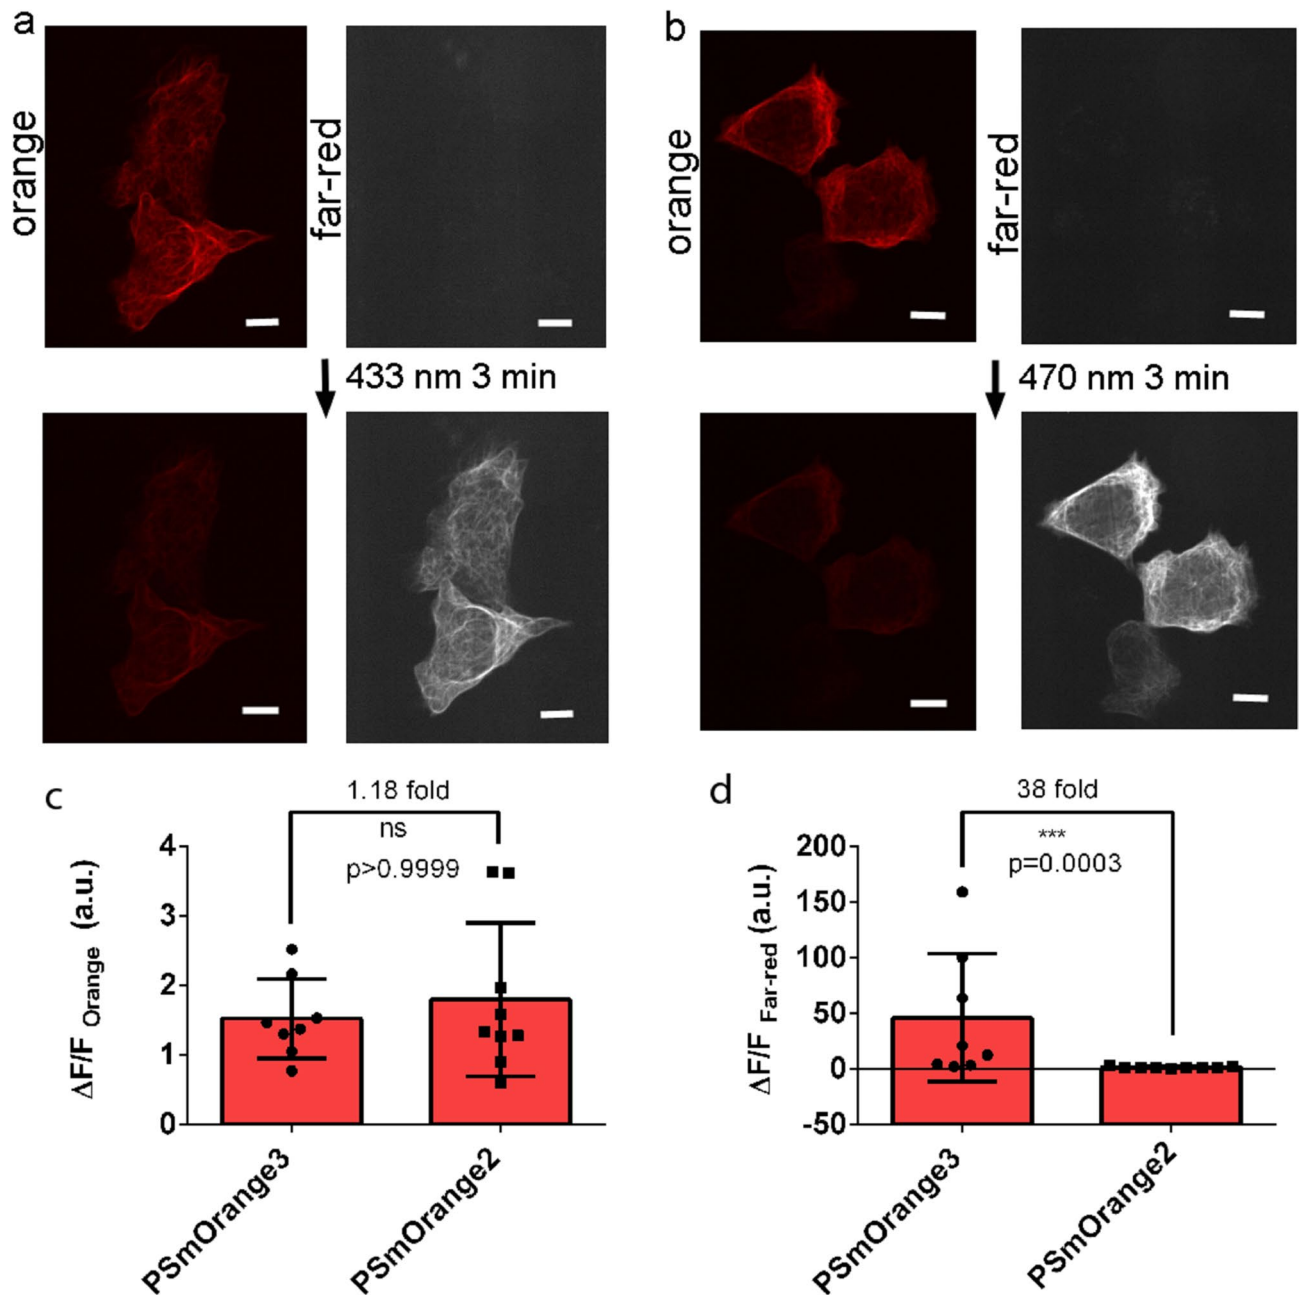 a
orange
far-red
433 nm 3 min
b
orange
far-red
470 nm 3 min
c
1.18 fold
ns
p>0.9999
ΔF/F Orange (a.u.)
4
3
2
1
0
PSmOrange3
PSmOrange2
d
38 fold
***
p=0.0003
ΔF/F Far-red (a.u.)
200
150
100
50
0
-50
PSmOrange3
PSmOrange2